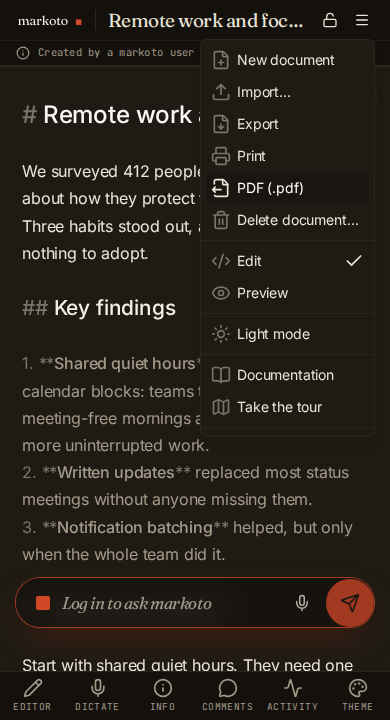 markoto
Remote work and foc...
Created by a markoto user
New document
Import...
Export
Print
PDF (.pdf)
Delete document...
Edit
Preview
Light mode
Documentation
Take the tour
# Remote work
We surveyed 412 people
about how they protect
Three habits stood out,
nothing to adopt.
## Key findings
1. **Shared quiet hours*
calendar blocks: teams
meeting-free mornings
more uninterrupted work.
2. **Written updates** replaced most status
meetings without anyone missing them.
3. **Notification batching** helped, but only
when the whole team did it.
Log in to ask markoto
Start with shared quiet hours. They need one
EDITOR
DICTATE
INFO
COMMENTS
ACTIVITY
THEME